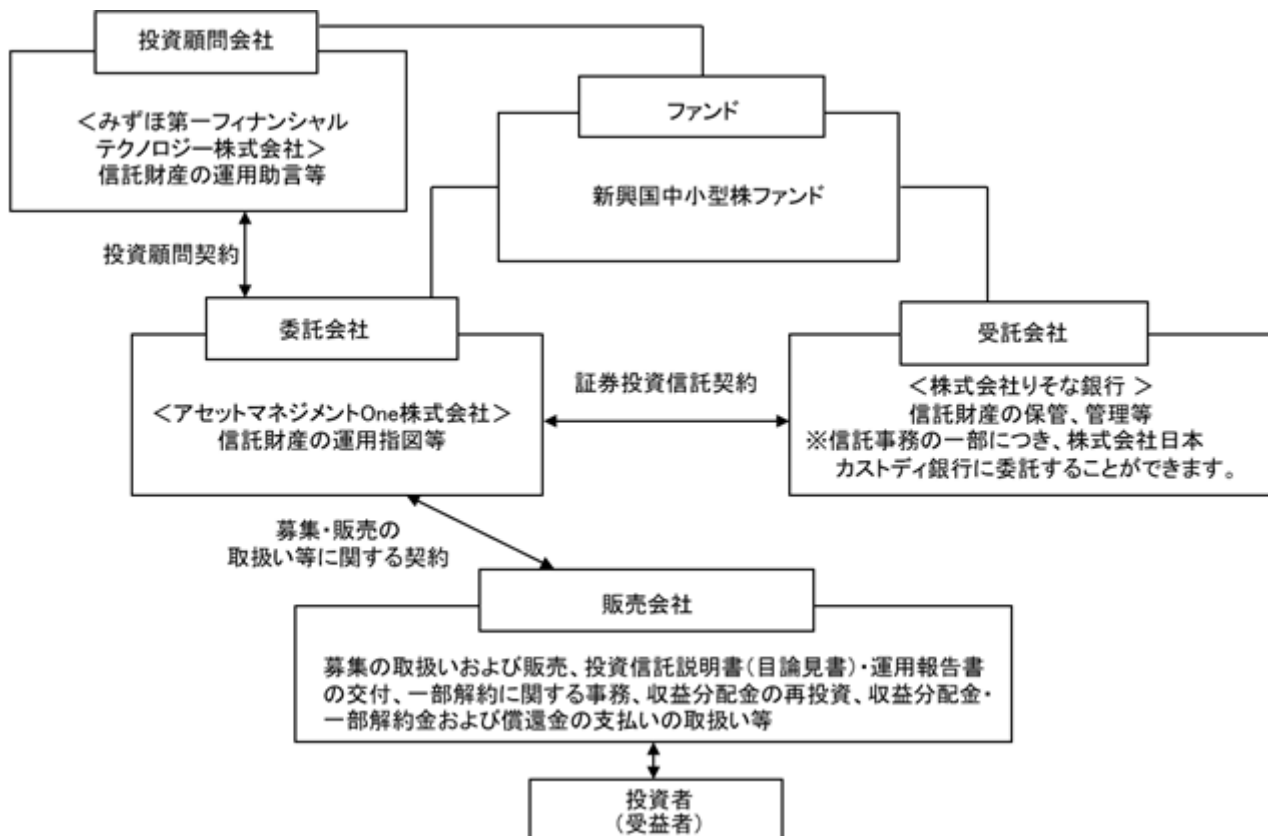 投資顧問会社
<みずほ第一フィナンシャル
テクノロジー株式会社>
信託財産の運用助言等
ファンド
新興国中小型株ファンド
投資顧問契約
委託会社
<アセットマネジメントOne株式会社>
信託財産の運用指図等
証券投資信託契約
受託会社
<株式会社りそな銀行 >
信託財産の保管、管理等
※信託事務の一部につき、株式会社日本
カストディ銀行に委託することができます。
募集・販売の
取扱い等に関する契約
販売会社
募集の取扱いおよび販売、投資信託説明書(目論見書)・運用報告書
の交付、一部解約に関する事務、収益分配金の再投資、収益分配金・
一部解約金および償還金の支払いの取扱い等
投資者
(受益者)